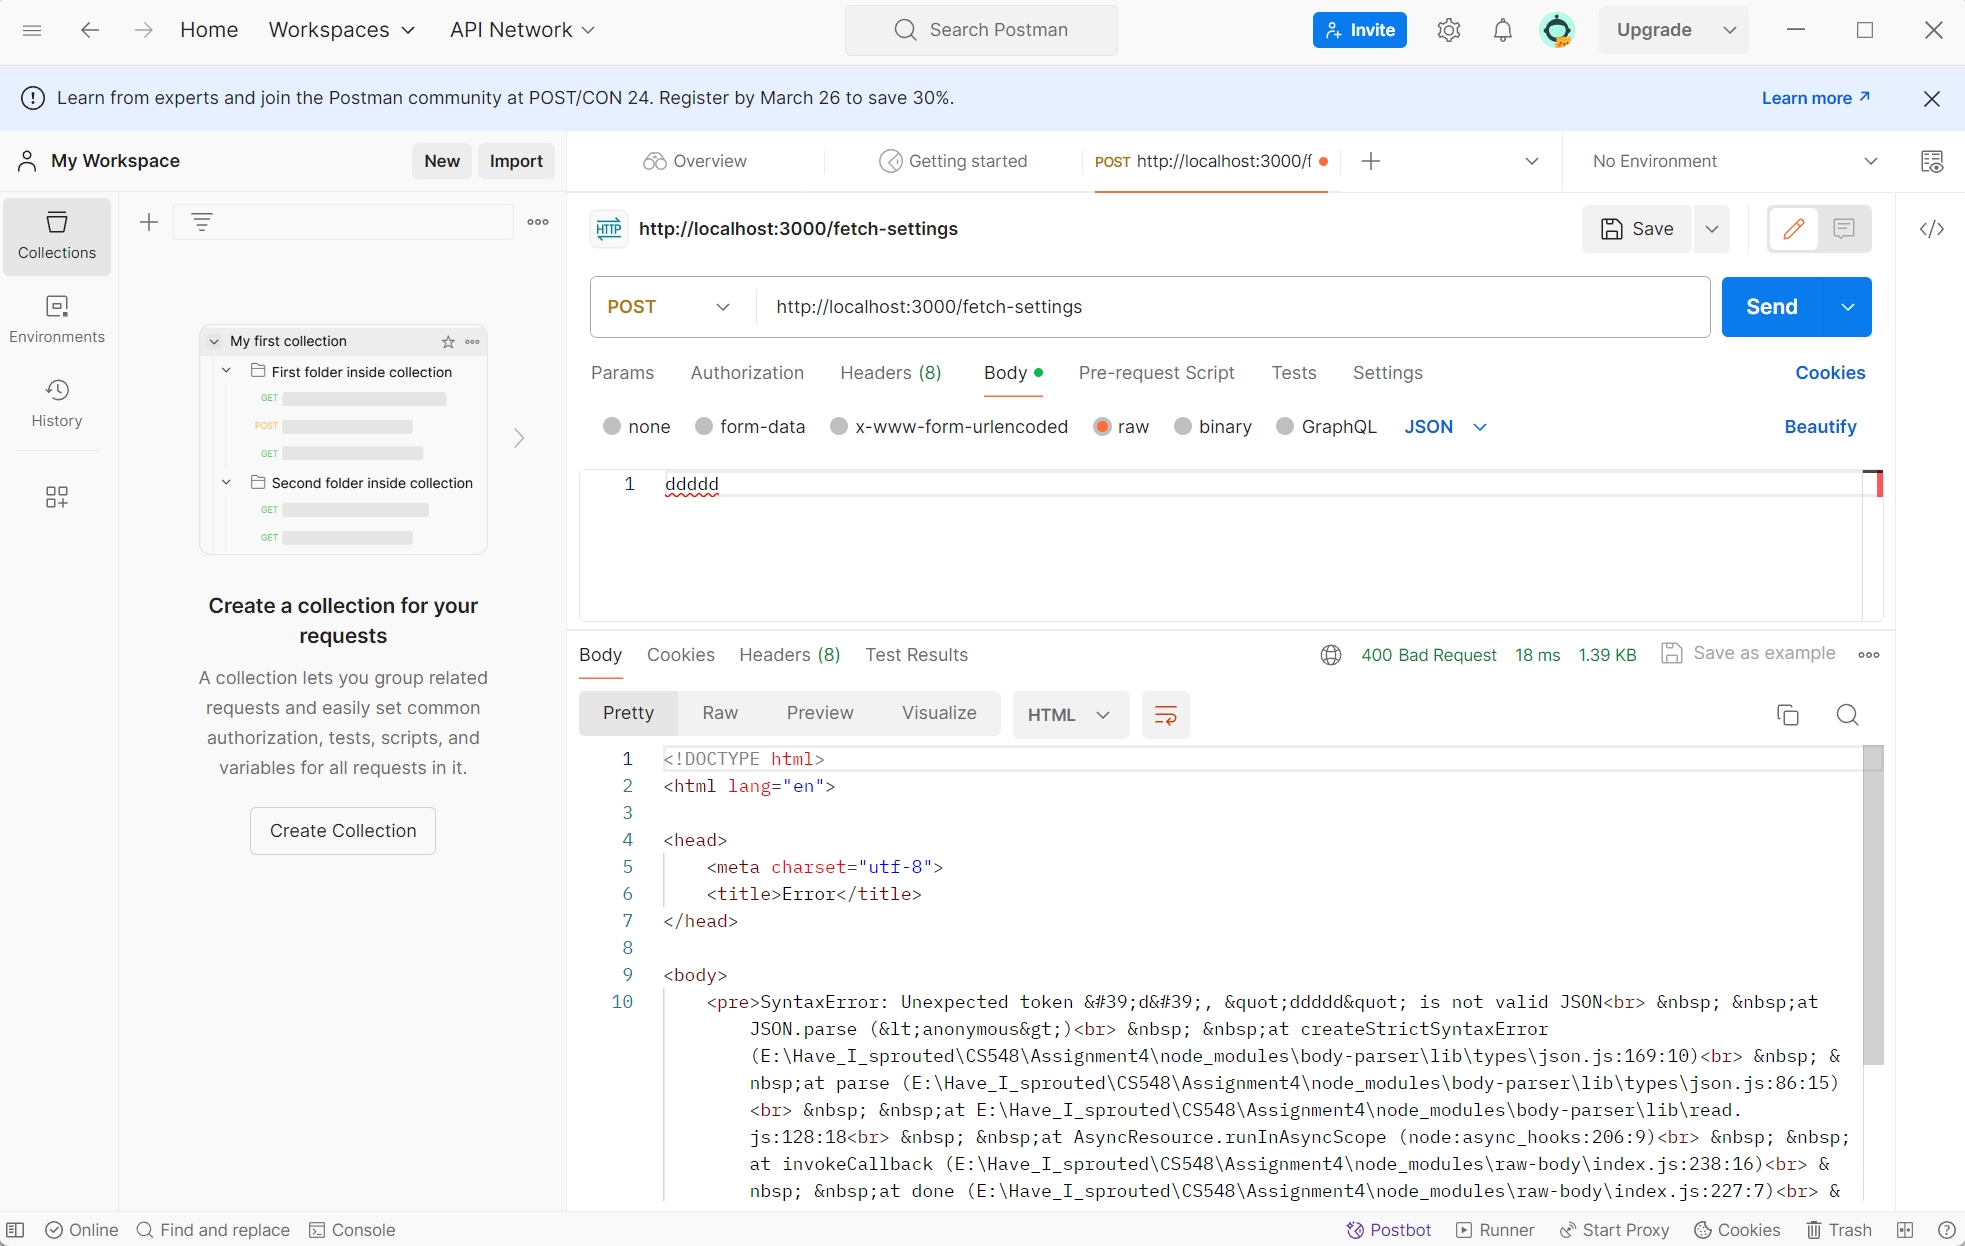 Home Workspaces API Network Search Postman Invite Upgrade
Learn from experts and join the Postman community at POST/CON 24. Register by March 26 to save 30%. Learn more ↗
My Workspace New Import
Overview Getting started POST http://localhost:3000/f No Environment
Collections
Environments
History
My first collection
First folder inside collection
GET
POST
GET
Second folder inside collection
GET
GET
Create a collection for your
requests
A collection lets you group related
requests and easily set common
authorization, tests, scripts, and
variables for all requests in it.
Create Collection
HTTP http://localhost:3000/fetch-settings Save </>
POST http://localhost:3000/fetch-settings Send
Params Authorization Headers (8) Body Pre-request Script Tests Settings Cookies
none form-data x-www-form-urlencoded raw binary GraphQL JSON Beautify
1 ddddd
Body Cookies Headers (8) Test Results 400 Bad Request 18 ms 1.39 KB Save as example
Pretty Raw Preview Visualize HTML
1 <!DOCTYPE html>
2 <html lang="en">
3
4 <head>
5 <meta charset="utf-8">
6 <title>Error</title>
7 </head>
8
9 <body>
10 <pre>SyntaxError: Unexpected token &#39;d&#39;, &quot;ddddd&quot; is not valid JSON<br> &nbsp; &nbsp;at
JSON.parse (&lt;anonymous&gt;)<br> &nbsp; &nbsp;at createStrictSyntaxError
(E:\Have_I_sprouted\CS548\Assignment4\node_modules\body-parser\lib\types\json.js:169:10)<br> &nbsp; &
nbsp;at parse (E:\Have_I_sprouted\CS548\Assignment4\node_modules\body-parser\lib\types\json.js:86:15)
<br> &nbsp; &nbsp;at E:\Have_I_sprouted\CS548\Assignment4\node_modules\body-parser\lib\read.
js:128:18<br> &nbsp; &nbsp;at AsyncResource.runInAsyncScope (node:async_hooks:206:9)<br> &nbsp; &nbsp;
at invokeCallback (E:\Have_I_sprouted\CS548\Assignment4\node_modules\raw-body\index.js:238:16)<br> &
nbsp; &nbsp;at done (E:\Have_I_sprouted\CS548\Assignment4\node_modules\raw-body\index.js:227:7)<br> &
Online Find and replace Console Postbot Runner Start Proxy Cookies Trash